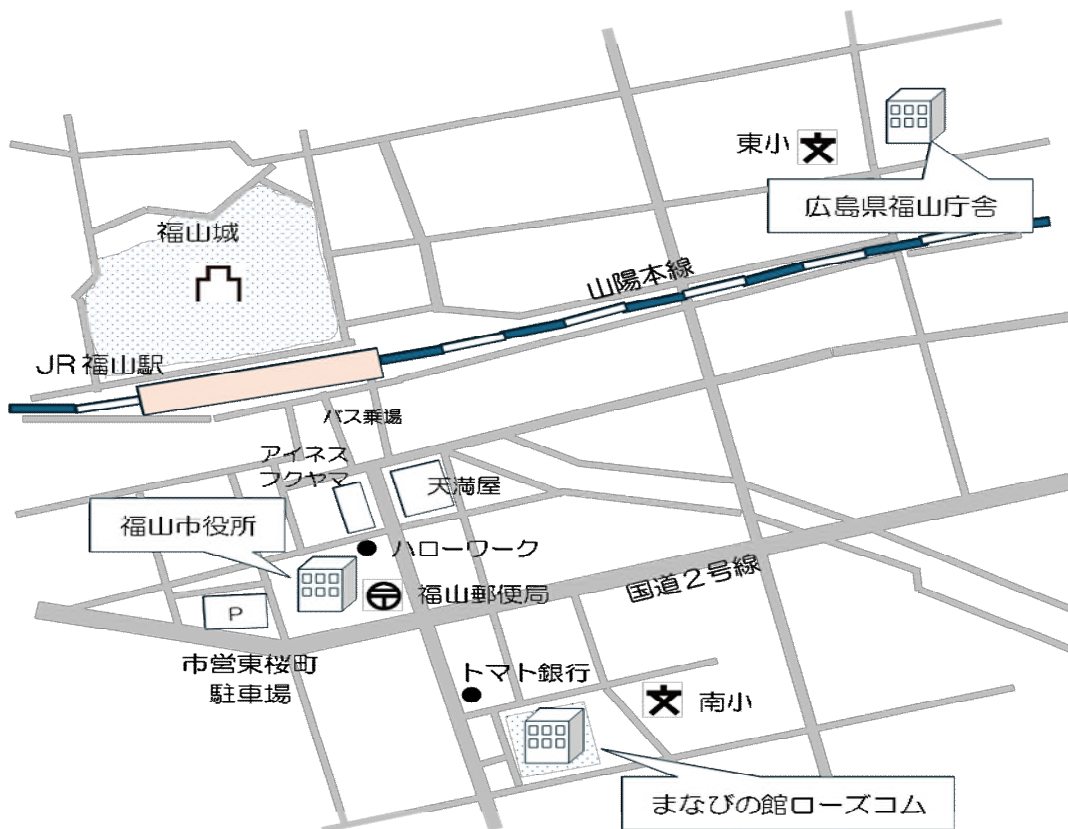 東小
広島県福山庁舎
福山城
山陽本線
JR福山駅
バス乗場
アイネス
フクヤマ
天満屋
福山市役所
ハローワーク
国道2号線
福山郵便局
P
市営東桜町
駐車場
トマト銀行
南小
まなびの館ローズコム